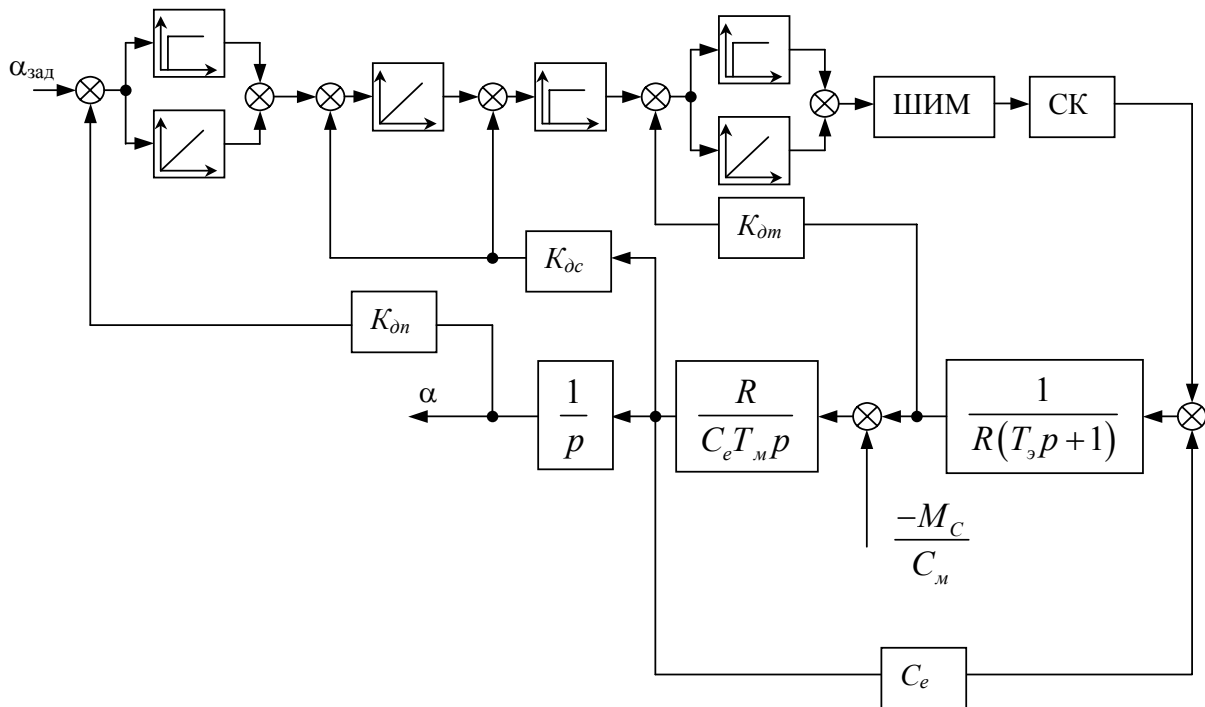 α_зад
ШИМ
СК
K_дт
K_дс
K_дп
α
1
p
R
C_e T_м p
1
R(T_э p + 1)
-M_C
C_м
C_e